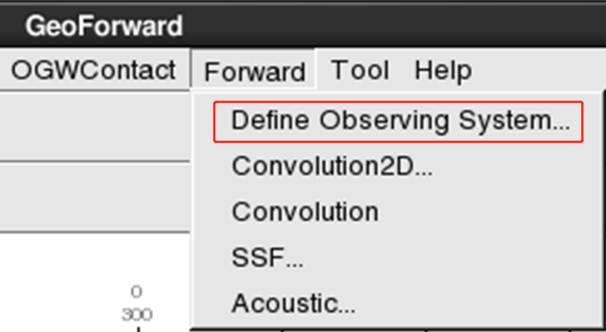 GeoForward
OGWContact Forward Tool Help
Define Observing System...
Convolution2D...
Convolution
SSF...
Acoustic...
0
300